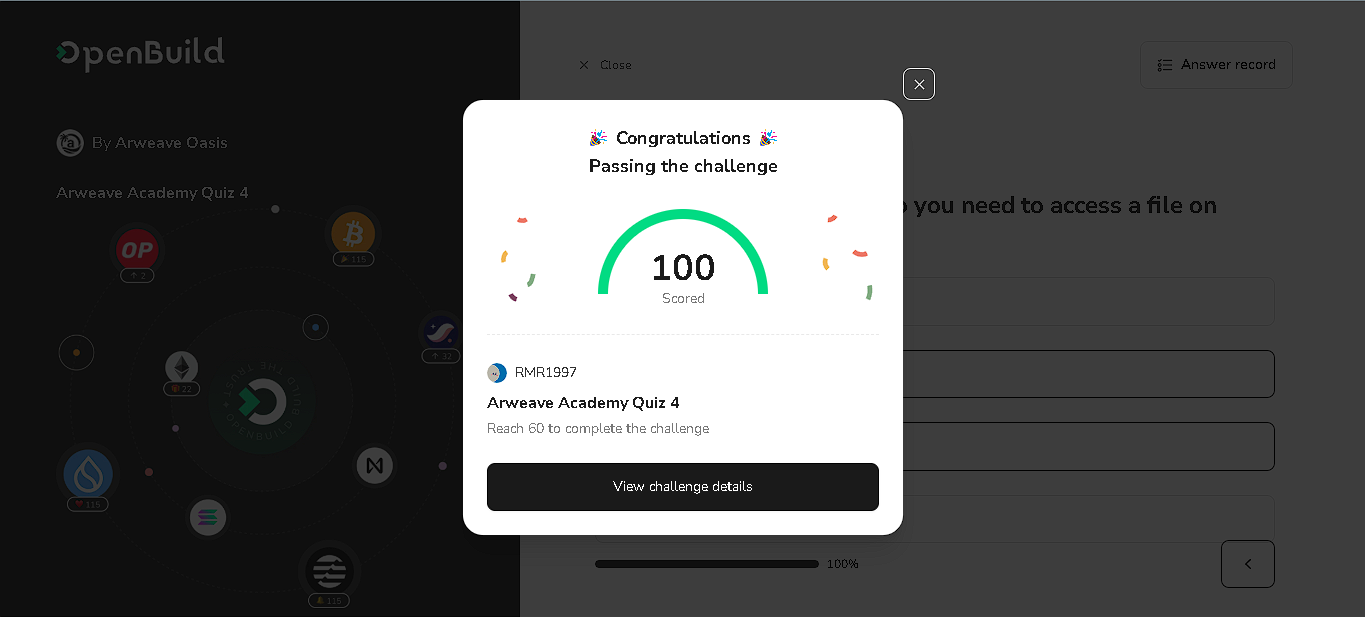 OpenBuild
By Arweave Oasis
Arweave Academy Quiz 4
OP
2
115
32
22
115
115
Close
Answer record
you need to access a file on
100%
Congratulations
Passing the challenge
100
Scored
RMR1997
Arweave Academy Quiz 4
Reach 60 to complete the challenge
View challenge details